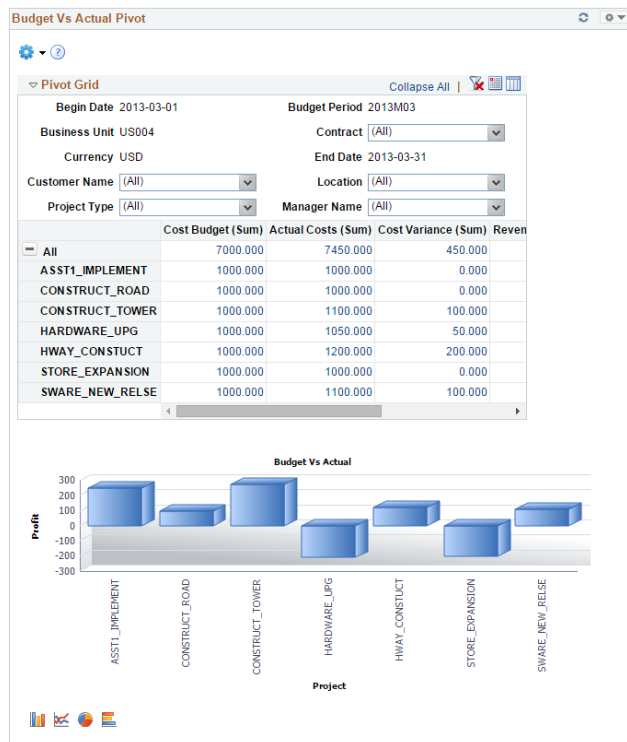 Budget Vs Actual Pivot
Pivot Grid
Collapse All |
Begin Date 2013-03-01 Budget Period 2013M03
Business Unit US004 Contract (All)
Currency USD End Date 2013-03-31
Customer Name (All) Location (All)
Project Type (All) Manager Name (All)
Cost Budget (Sum) Actual Costs (Sum) Cost Variance (Sum) Reven
All 7000.000 7450.000 450.000
ASST1_IMPLEMENT 1000.000 1000.000 0.000
CONSTRUCT_ROAD 1000.000 1000.000 0.000
CONSTRUCT_TOWER 1000.000 1100.000 100.000
HARDWARE_UPG 1000.000 1050.000 50.000
HWAY_CONSTUCT 1000.000 1200.000 200.000
STORE_EXPANSION 1000.000 1000.000 0.000
SWARE_NEW_RELSE 1000.000 1100.000 100.000
Budget Vs Actual
Profit
300
200
100
0
-100
-200
-300
ASST1_IMPLEMENT
CONSTRUCT_ROAD
CONSTRUCT_TOWER
HARDWARE_UPG
HWAY_CONSTUCT
STORE_EXPANSION
SWARE_NEW_RELSE
Project